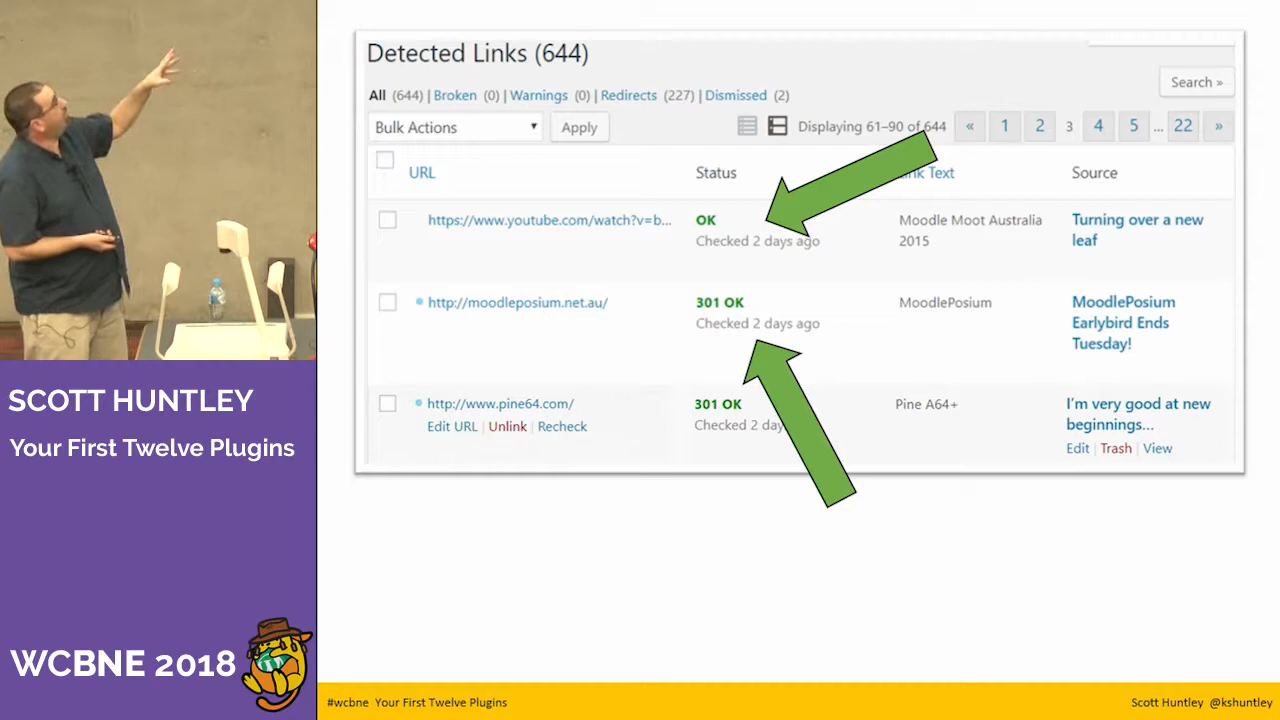 Detected Links (644)
All (644) | Broken (0) | Warnings (0) | Redirects (227) | Dismissed (2)
Search »
Bulk Actions
Apply
Displaying 61–90 of 644
« 1 2 3 4 5 ... 22 »
URL Status Text Source
https://www.youtube.com/watch?v=b... OK Moodle Moot Australia Turning over a new
Checked 2 days ago 2015 leaf
http://moodleposium.net.au/ 301 OK MoodlePosium MoodlePosium
Checked 2 days ago Earlybird Ends
Tuesday!
http://www.pine64.com/ 301 OK Pine A64+ I'm very good at new
Edit URL | Unlink | Recheck Checked 2 beginnings...
Edit | Trash | View
SCOTT HUNTLEY
Your First Twelve Plugins
WCBNE 2018
#wcbne Your First Twelve Plugins
Scott Huntley @kshuntley